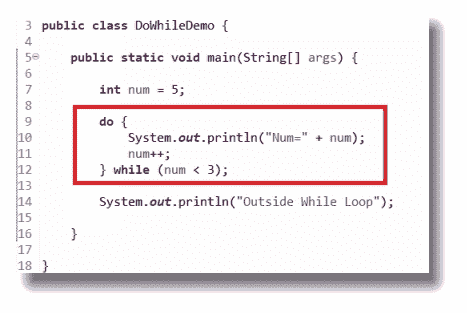 3 public class DoWhileDemo {
4
5 public static void main(String[] args) {
6
7 int num = 5;
8
9 do {
10 System.out.println("Num=" + num);
11 num++;
12 } while (num < 3);
13
14 System.out.println("Outside While Loop");
15
16 }
17
18 }